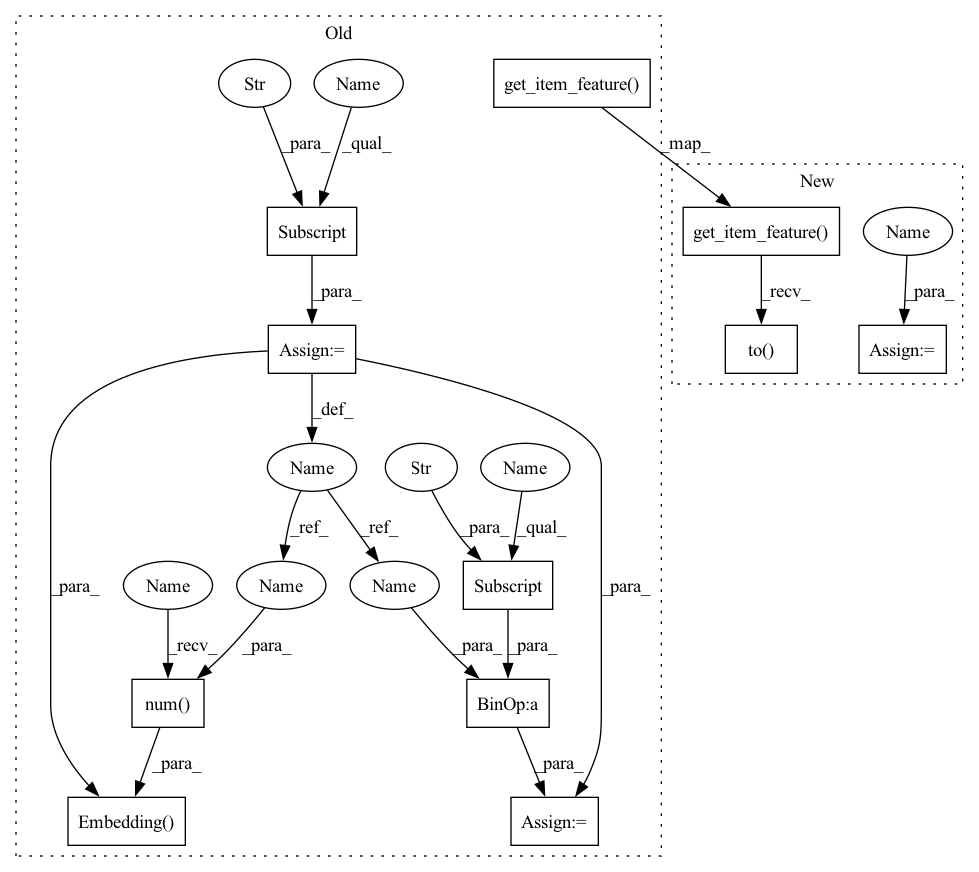 Old
Str
Name
get_item_feature()
_para_
_qual_
_map_
New
Subscript
get_item_feature()
Name
_para_
_recv_
_para_
Assign:=
to()
Assign:=
_def_
Name
Str
Name
_ref_
_ref_
_para_
_qual_
_para_
Name
Name
Name
Subscript
_para_
_recv_
_para_
_para_
_para_
num()
BinOp:a
_para_
_para_
Embedding()
Assign:=